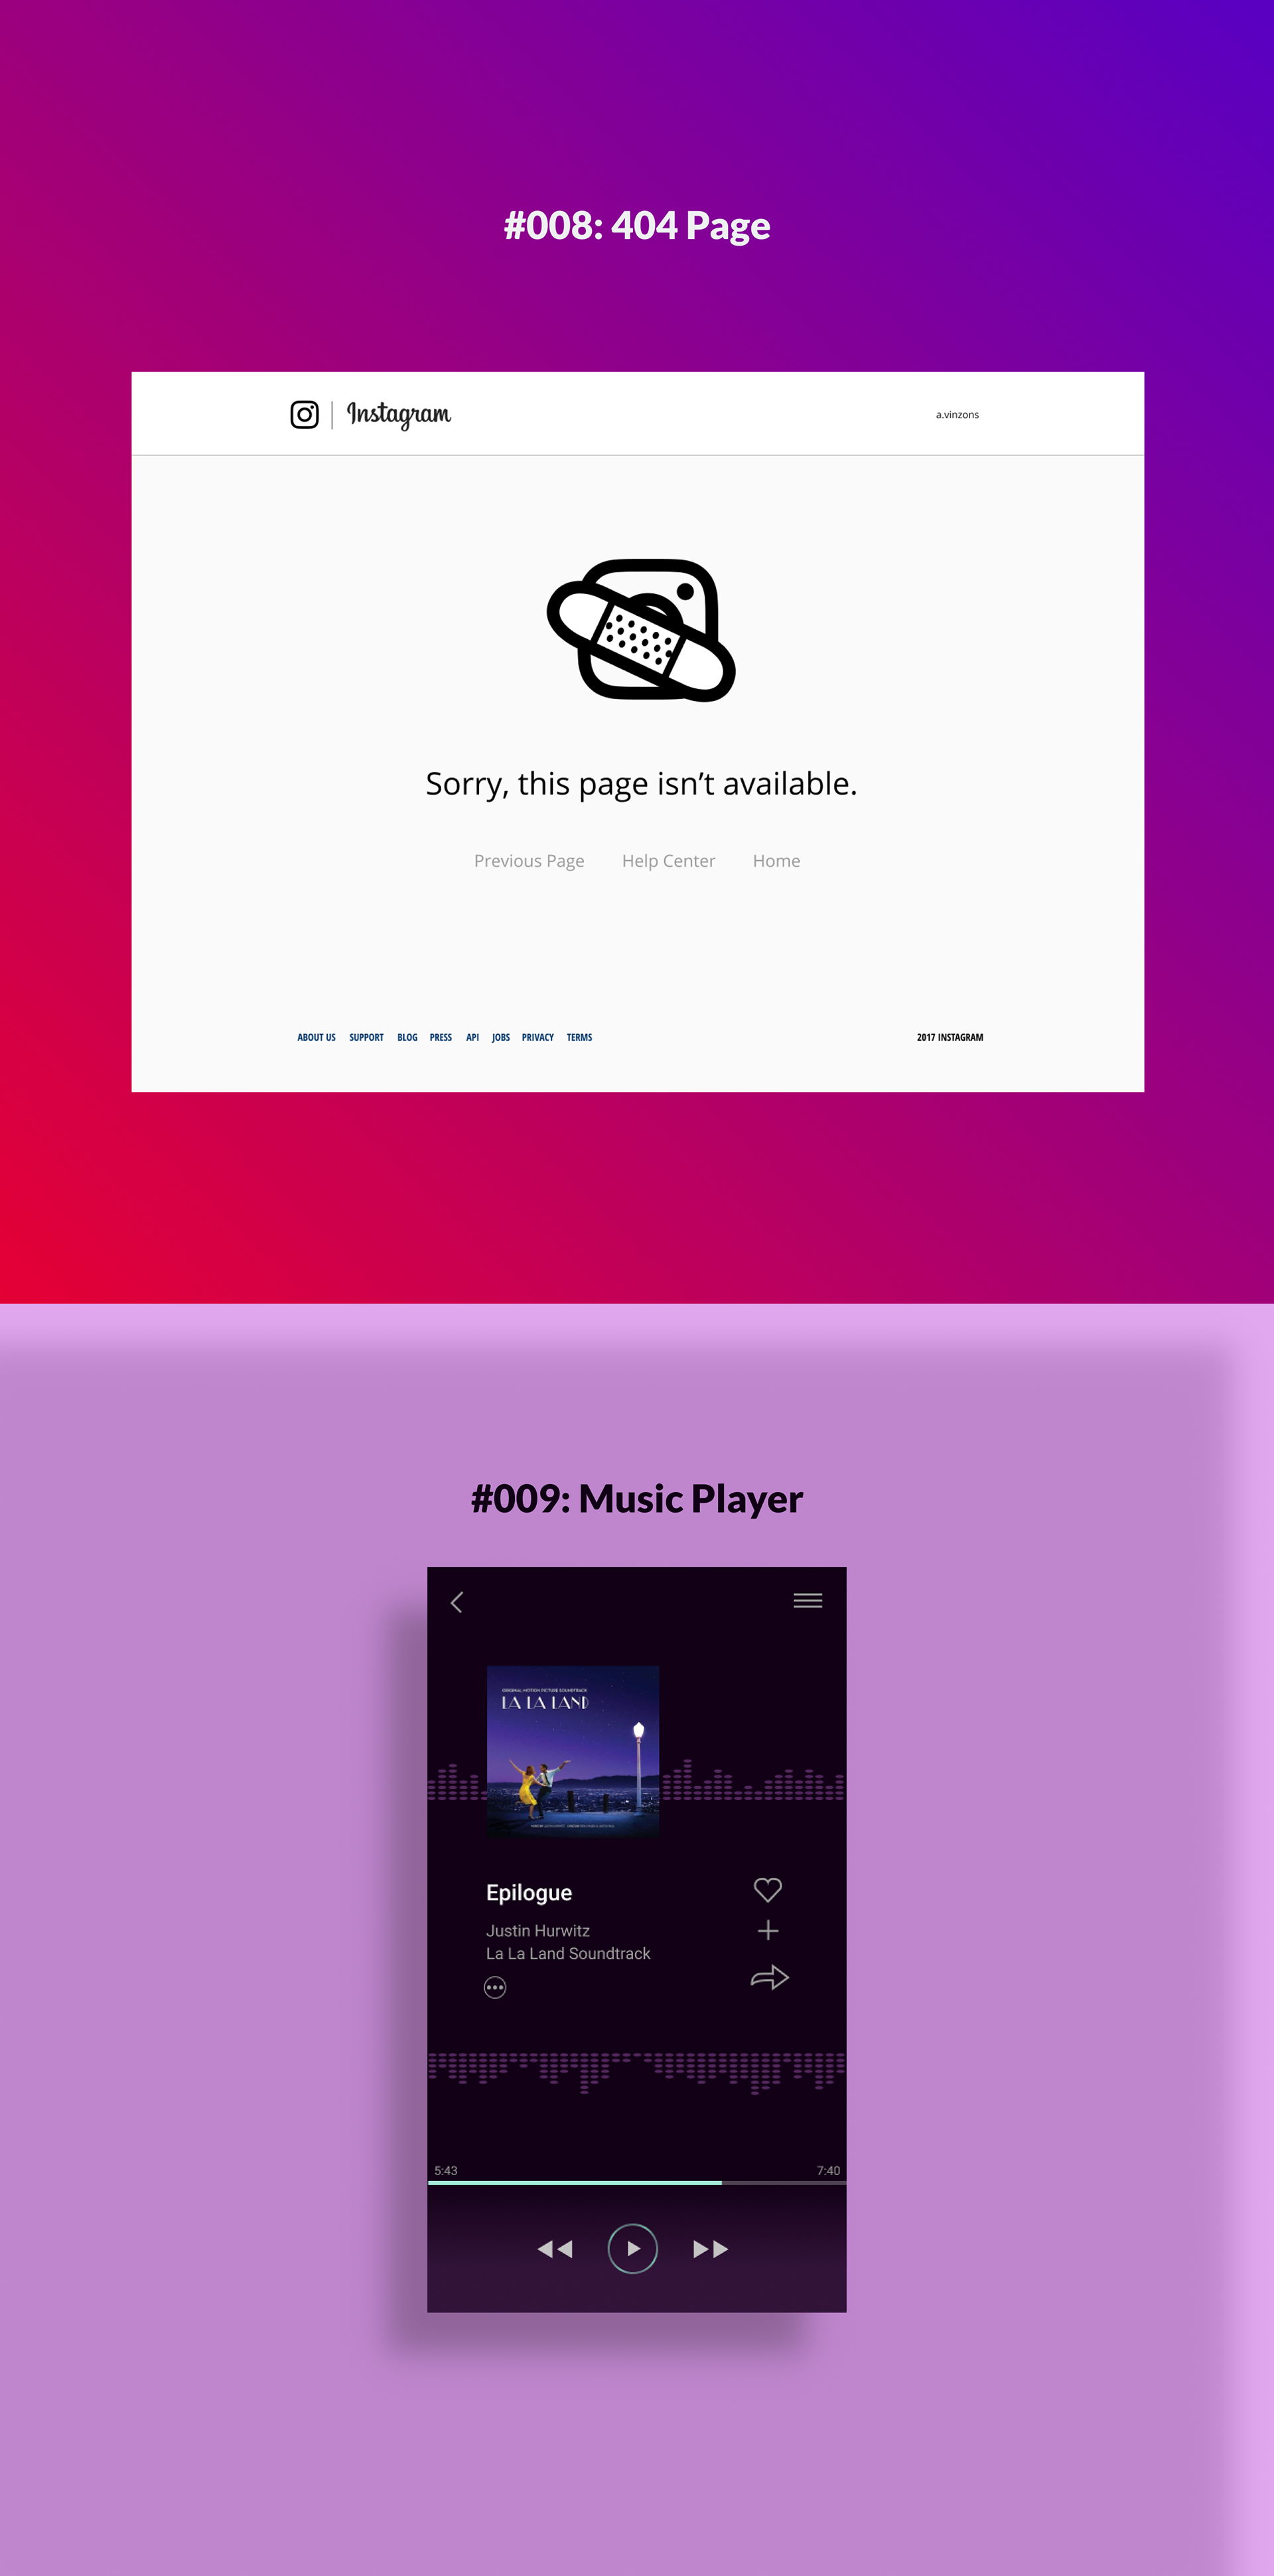 #008: 404 Page
Instagram
a.vinzons
Sorry, this page isn’t available.
Previous Page Help Center Home
ABOUT US SUPPORT BLOG PRESS API JOBS PRIVACY TERMS
2017 INSTAGRAM
#009: Music Player
ORIGINAL MOTION PICTURE SOUNDTRACK
LA LA LAND
Epilogue
Justin Hurwitz
La La Land Soundtrack
5:43
7:40